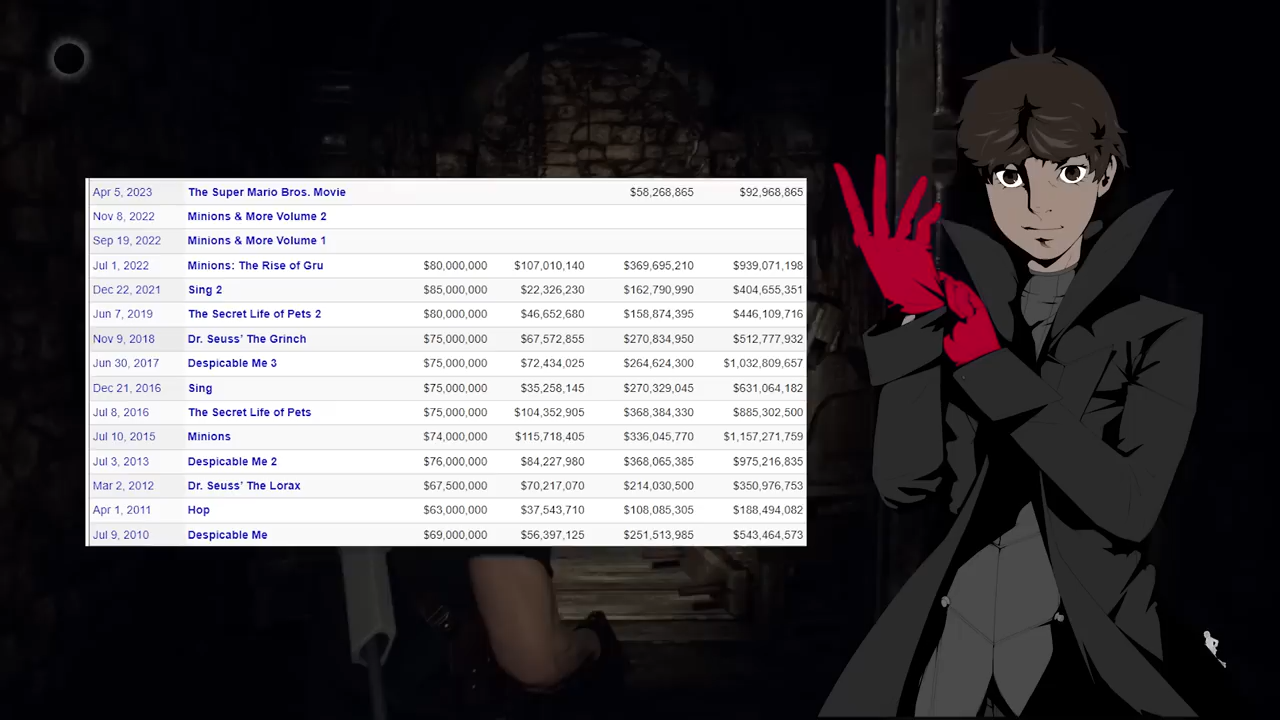 Apr 5, 2023 The Super Mario Bros. Movie $58,268,865 $92,968,865
Nov 8, 2022 Minions & More Volume 2
Sep 19, 2022 Minions & More Volume 1
Jul 1, 2022 Minions: The Rise of Gru $80,000,000 $107,010,140 $369,695,210 $939,071,198
Dec 22, 2021 Sing 2 $85,000,000 $22,326,230 $162,790,990 $404,655,351
Jun 7, 2019 The Secret Life of Pets 2 $80,000,000 $46,652,680 $158,874,395 $446,109,716
Nov 9, 2018 Dr. Seuss’ The Grinch $75,000,000 $67,572,855 $270,834,950 $512,777,932
Jun 30, 2017 Despicable Me 3 $75,000,000 $72,434,025 $264,624,300 $1,032,809,657
Dec 21, 2016 Sing $75,000,000 $35,258,145 $270,329,045 $631,064,182
Jul 8, 2016 The Secret Life of Pets $75,000,000 $104,352,905 $368,384,330 $885,302,500
Jul 10, 2015 Minions $74,000,000 $115,718,405 $336,045,770 $1,157,271,759
Jul 3, 2013 Despicable Me 2 $76,000,000 $84,227,980 $368,065,385 $975,216,835
Mar 2, 2012 Dr. Seuss’ The Lorax $67,500,000 $70,217,070 $214,030,500 $350,976,753
Apr 1, 2011 Hop $63,000,000 $37,543,710 $108,085,305 $188,494,082
Jul 9, 2010 Despicable Me $69,000,000 $56,397,125 $251,513,985 $543,464,573